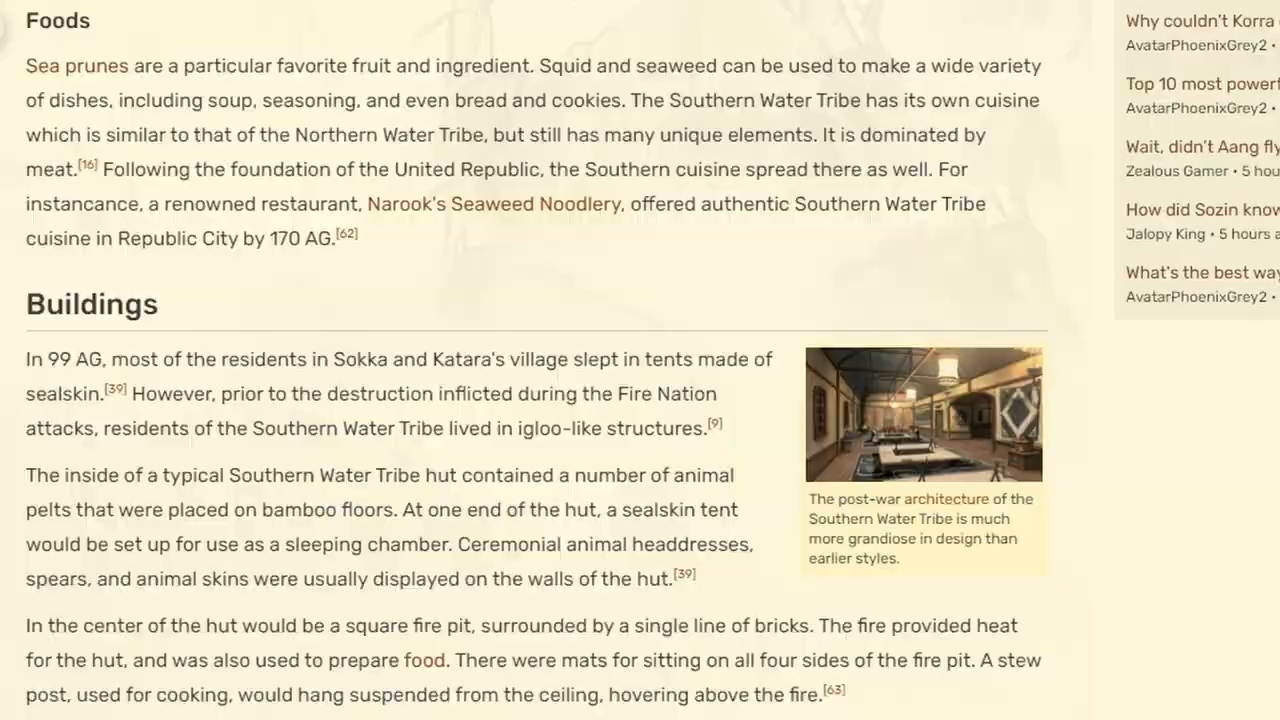 Foods
Sea prunes are a particular favorite fruit and ingredient. Squid and seaweed can be used to make a wide variety
of dishes, including soup, seasoning, and even bread and cookies. The Southern Water Tribe has its own cuisine
which is similar to that of the Northern Water Tribe, but still has many unique elements. It is dominated by
meat.[16] Following the foundation of the United Republic, the Southern cuisine spread there as well. For
instancance, a renowned restaurant, Narook's Seaweed Noodlery, offered authentic Southern Water Tribe
cuisine in Republic City by 170 AG.[62]
Buildings
In 99 AG, most of the residents in Sokka and Katara's village slept in tents made of
sealskin.[39] However, prior to the destruction inflicted during the Fire Nation
attacks, residents of the Southern Water Tribe lived in igloo-like structures.[9]
The inside of a typical Southern Water Tribe hut contained a number of animal
pelts that were placed on bamboo floors. At one end of the hut, a sealskin tent
would be set up for use as a sleeping chamber. Ceremonial animal headdresses,
spears, and animal skins were usually displayed on the walls of the hut.[39]
The post-war architecture of the
Southern Water Tribe is much
more grandiose in design than
earlier styles.
In the center of the hut would be a square fire pit, surrounded by a single line of bricks. The fire provided heat
for the hut, and was also used to prepare food. There were mats for sitting on all four sides of the fire pit. A stew
post, used for cooking, would hang suspended from the ceiling, hovering above the fire.[63]
Why couldn't Korra
AvatarPhoenixGrey2 •
Top 10 most powerf
AvatarPhoenixGrey2 •
Wait, didn't Aang fly
Zealous Gamer • 5 hou
How did Sozin know
Jalopy King • 5 hours a
What's the best way
AvatarPhoenixGrey2 •